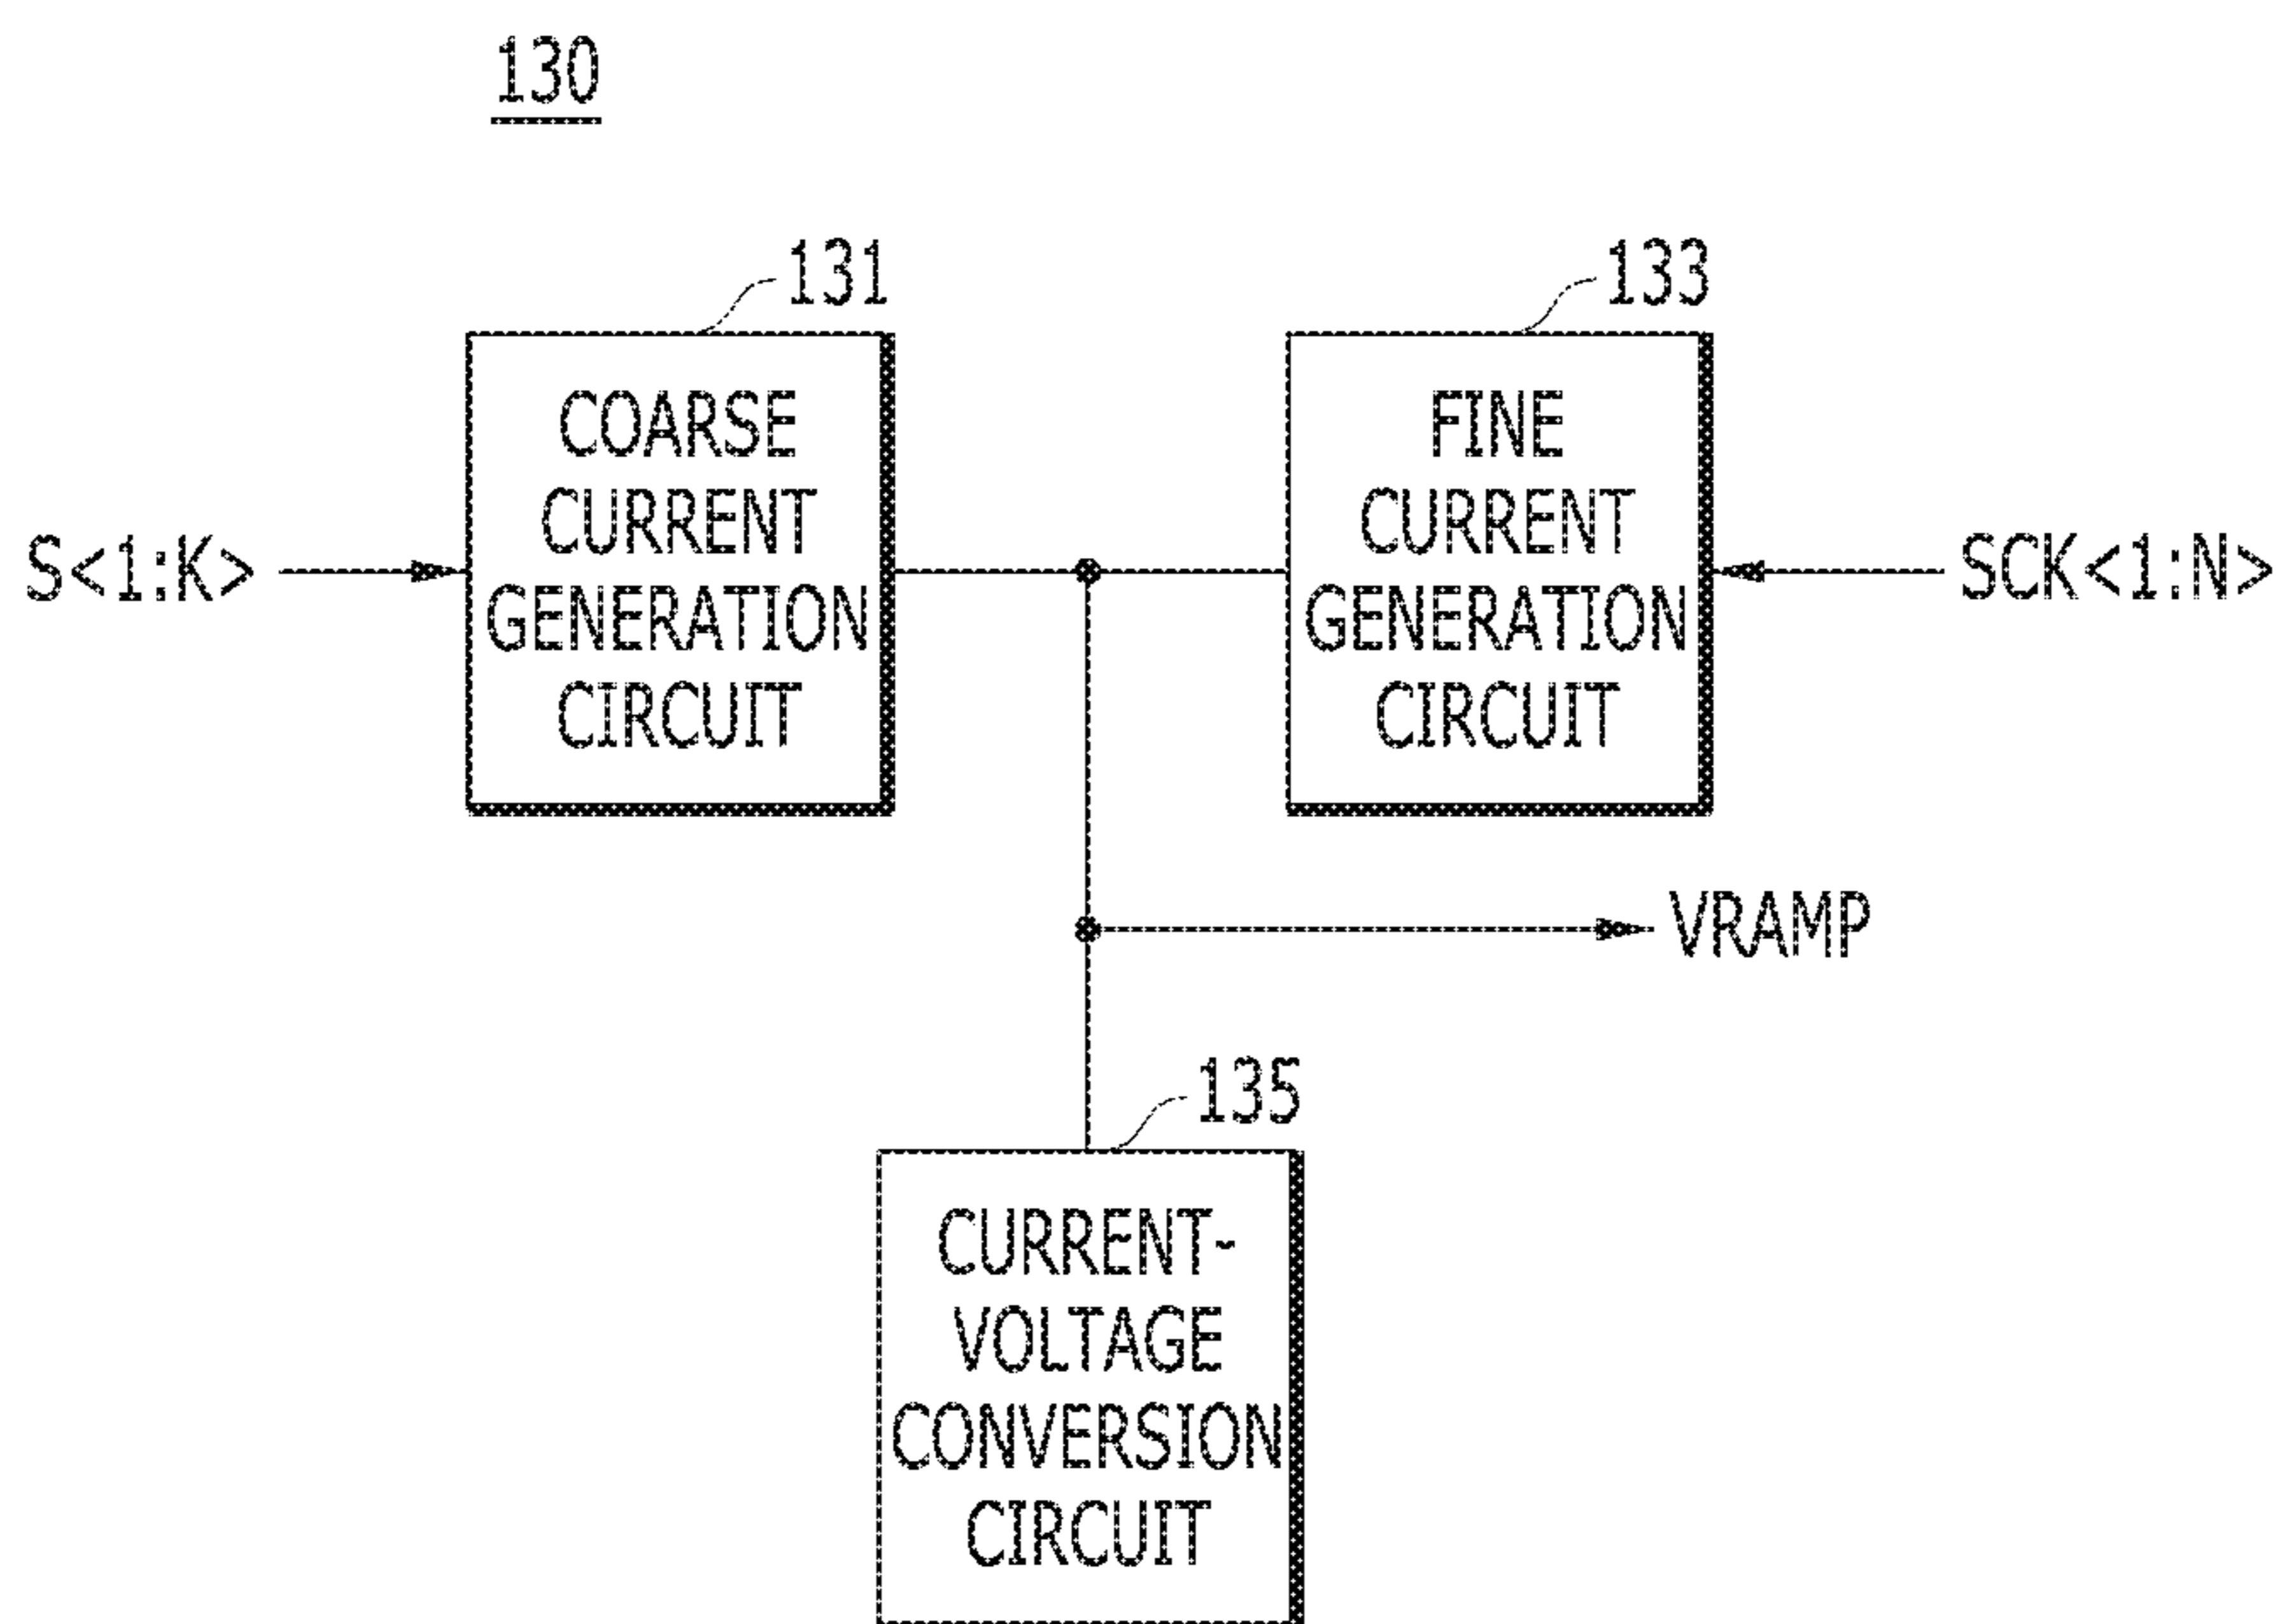 130
131
133
COARSE
CURRENT
GENERATION
CIRCUIT
FINE
CURRENT
GENERATION
CIRCUIT
S<1:K>
SCK<1:N>
VRAMP
135
CURRENT-
VOLTAGE
CONVERSION
CIRCUIT